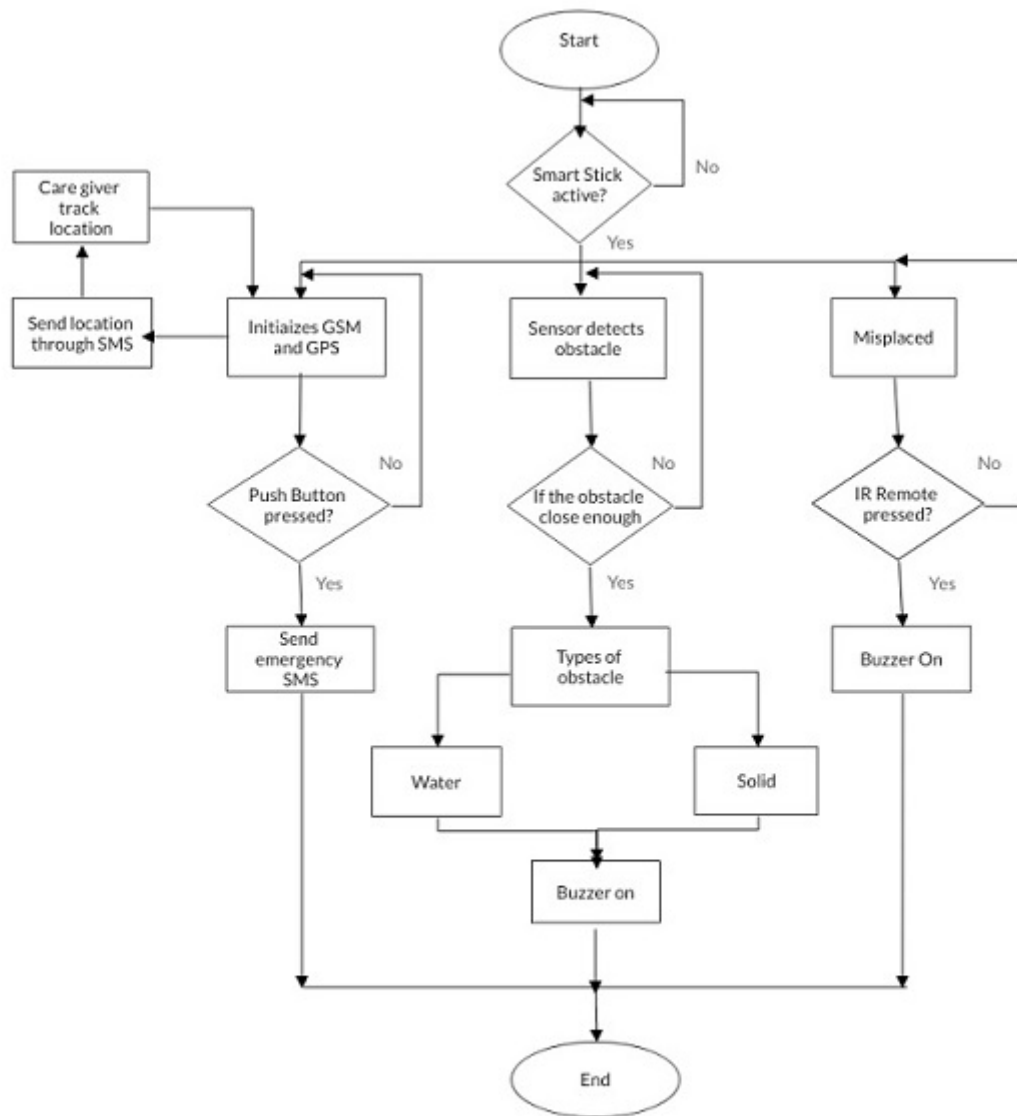 Start
Smart Stick
active?
No
Yes
Care giver
track
location
Send location
through SMS
Initiaizes GSM
and GPS
Sensor detects
obstacle
Misplaced
Push Button
pressed?
No
If the obstacle
close enough
No
IR Remote
pressed?
No
Yes
Yes
Yes
Send
emergency
SMS
Types of
obstacle
Buzzer On
Water
Solid
Buzzer on
End